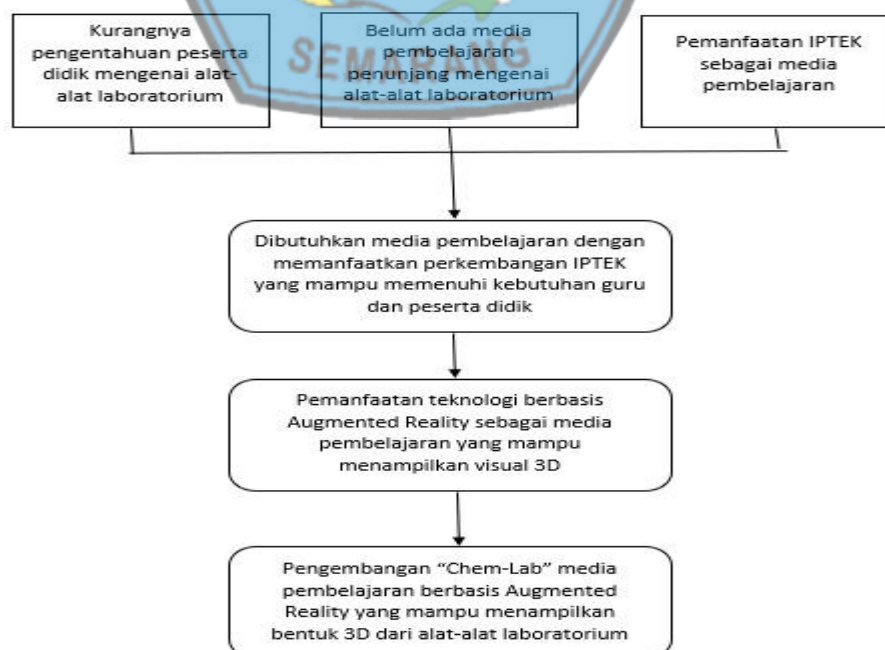 Kurangnya
pengentahuan peserta
didik mengenai alat-
alat laboratorium
Belum ada media
pembelajaran
penunjang mengenai
alat-alat laboratorium
SEMARANG
Pemanfaatan IPTEK
sebagai media
pembelajaran
Dibutuhkan media pembelajaran dengan
memanfaatkan perkembangan IPTEK
yang mampu memenuhi kebutuhan guru
dan peserta didik
Pemanfaatan teknologi berbasis
Augmented Reality sebagai media
pembelajaran yang mampu
menampilkan visual 3D
Pengembangan “Chem-Lab” media
pembelajaran berbasis Augmented
Reality yang mampu menampilkan
bentuk 3D dari alat-alat laboratorium